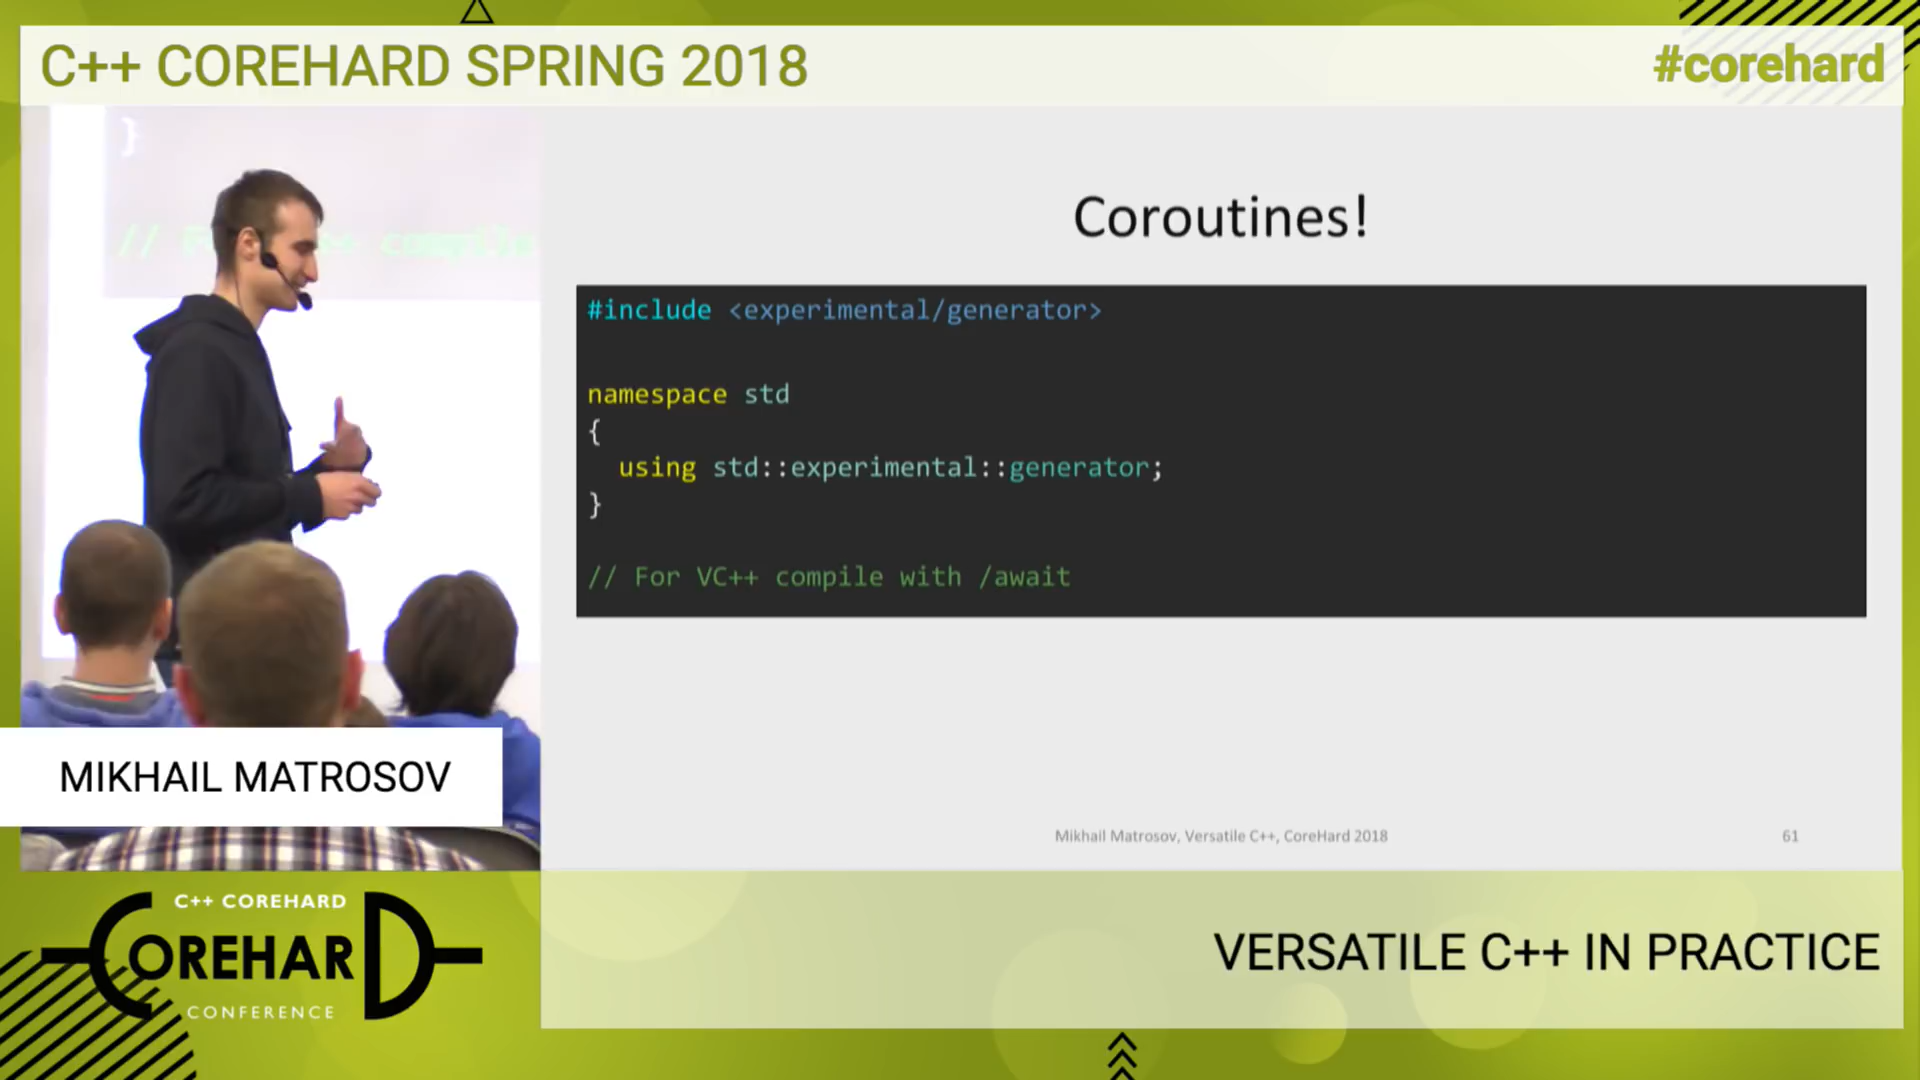 C++ COREHARD SPRING 2018
#corehard
}
compile
Coroutines!
#include <experimental/generator>
namespace std
{
using std::experimental::generator;
}
// For VC++ compile with /await
MIKHAIL MATROSOV
Mikhail Matrosov, Versatile C++, CoreHard 2018
61
C++ COREHARD
COREHARD
CONFERENCE
VERSATILE C++ IN PRACTICE